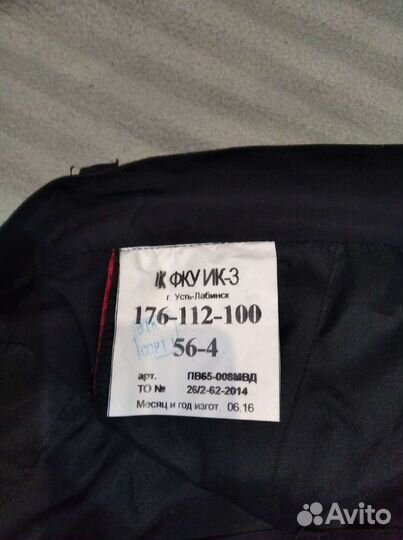 ФКУ ИК-3
г. Усть-Лабинск
176-112-100
56-4
арт. ПВ65-008МВД
ТО № 26/2-62-2014
Месяц и год изгот. 06.16
СОРТ
Avito